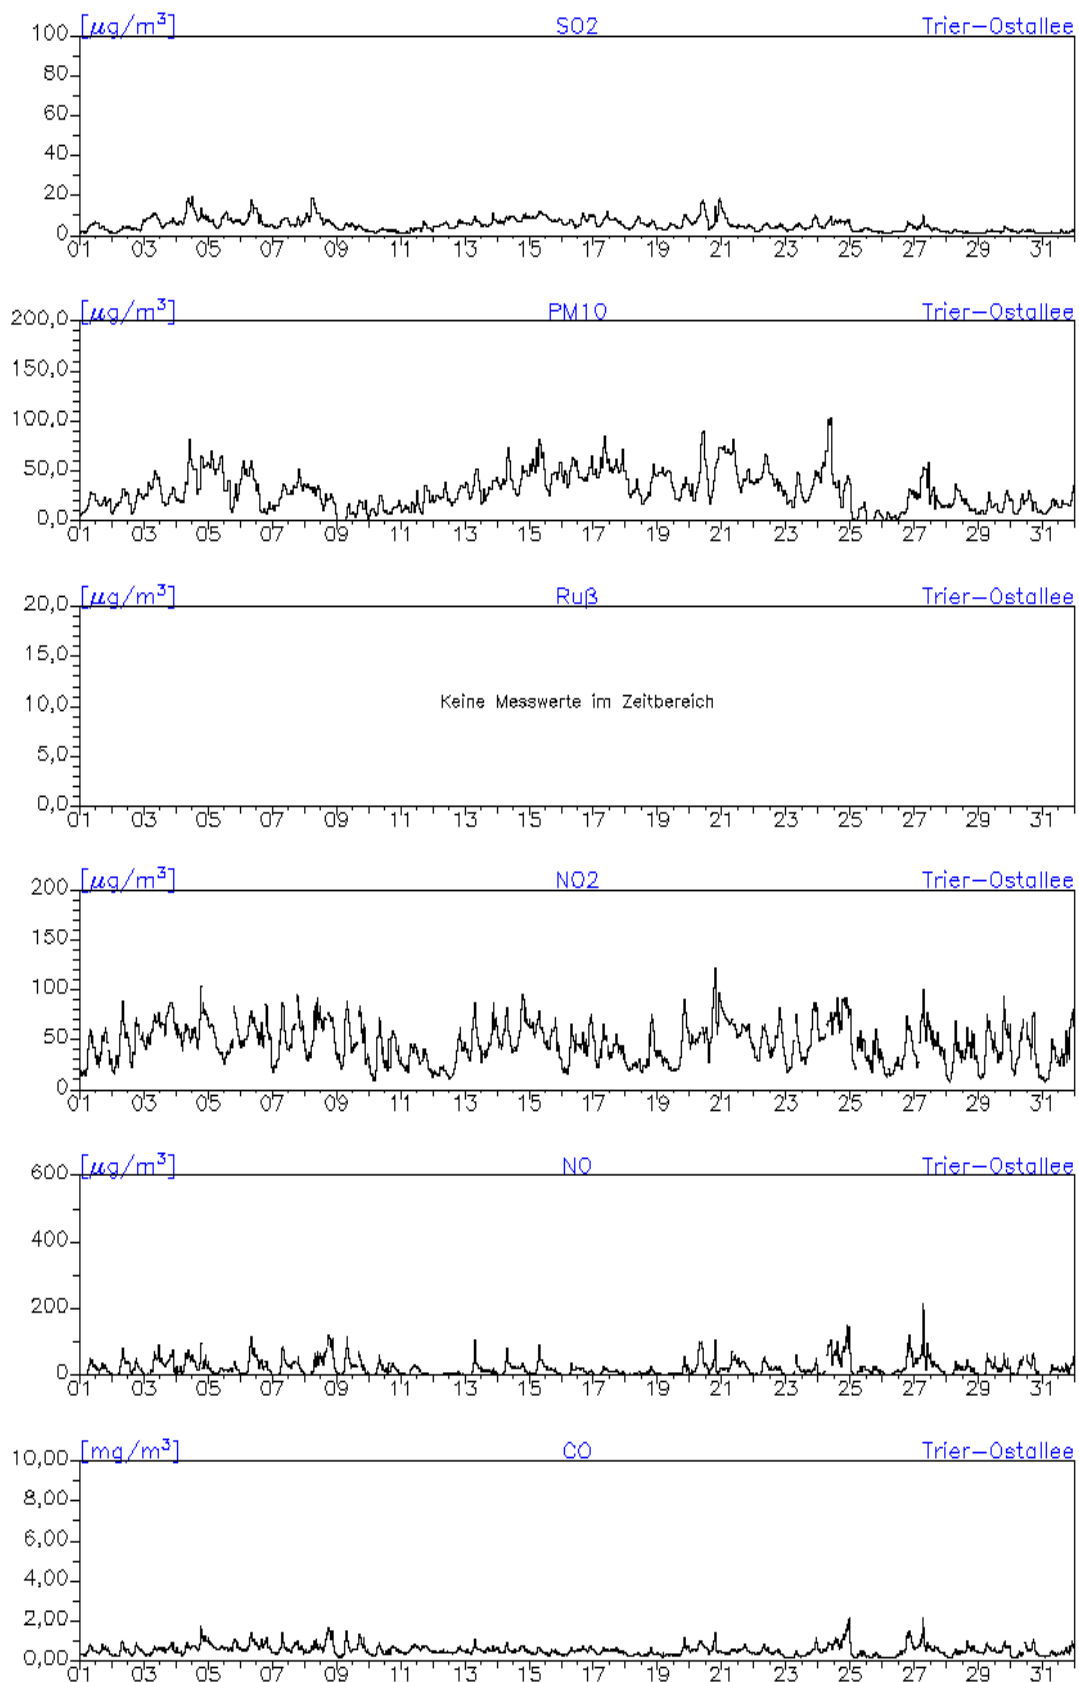 [µg/m³] SO2 Trier-Ostallee
100
80
60
40
20
0
01 03 05 07 09 11 13 15 17 19 21 23 25 27 29 31
[µg/m³] PM10 Trier-Ostallee
200,0
150,0
100,0
50,0
0,0
01 03 05 07 09 11 13 15 17 19 21 23 25 27 29 31
[µg/m³] Ruß Trier-Ostallee
20,0
15,0
Keine Messwerte im Zeitbereich
10,0
5,0
0,0
01 03 05 07 09 11 13 15 17 19 21 23 25 27 29 31
[µg/m³] NO2 Trier-Ostallee
200
150
100
50
0
01 03 05 07 09 11 13 15 17 19 21 23 25 27 29 31
[µg/m³] NO Trier-Ostallee
600
400
200
0
01 03 05 07 09 11 13 15 17 19 21 23 25 27 29 31
[mg/m³] CO Trier-Ostallee
10,00
8,00
6,00
4,00
2,00
0,00
01 03 05 07 09 11 13 15 17 19 21 23 25 27 29 31